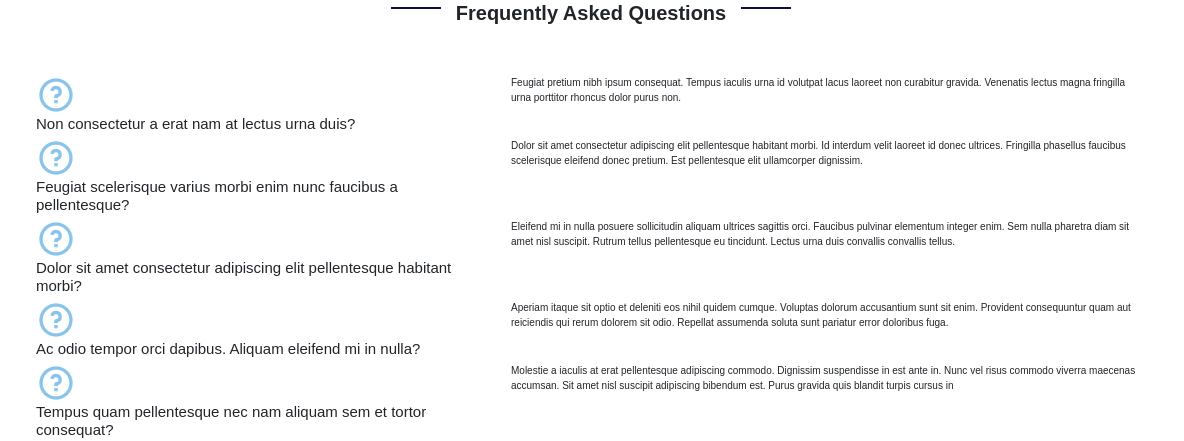 Frequently Asked Questions
Non consectetur a erat nam at lectus urna duis?
Feugiat pretium nibh ipsum consequat. Tempus iaculis urna id volutpat lacus laoreet non curabitur gravida. Venenatis lectus magna fringilla
urna porttitor rhoncus dolor purus non.
Feugiat scelerisque varius morbi enim nunc faucibus a
pellentesque?
Dolor sit amet consectetur adipiscing elit pellentesque habitant morbi. Id interdum velit laoreet id donec ultrices. Fringilla phasellus faucibus
scelerisque eleifend donec pretium. Est pellentesque elit ullamcorper dignissim.
Dolor sit amet consectetur adipiscing elit pellentesque habitant
morbi?
Eleifend mi in nulla posuere sollicitudin aliquam ultrices sagittis orci. Faucibus pulvinar elementum integer enim. Sem nulla pharetra diam sit
amet nisl suscipit. Rutrum tellus pellentesque eu tincidunt. Lectus urna duis convallis convallis tellus.
Ac odio tempor orci dapibus. Aliquam eleifend mi in nulla?
Aperiam itaque sit optio et deleniti eos nihil quidem cumque. Voluptas dolorum accusantium sunt sit enim. Provident consequuntur quam aut
reiciendis qui rerum dolorem sit odio. Repellat assumenda soluta sunt pariatur error doloribus fuga.
Tempus quam pellentesque nec nam aliquam sem et tortor
consequat?
Molestie a iaculis at erat pellentesque adipiscing commodo. Dignissim suspendisse in est ante in. Nunc vel risus commodo viverra maecenas
accumsan. Sit amet nisl suscipit adipiscing bibendum est. Purus gravida quis blandit turpis cursus in